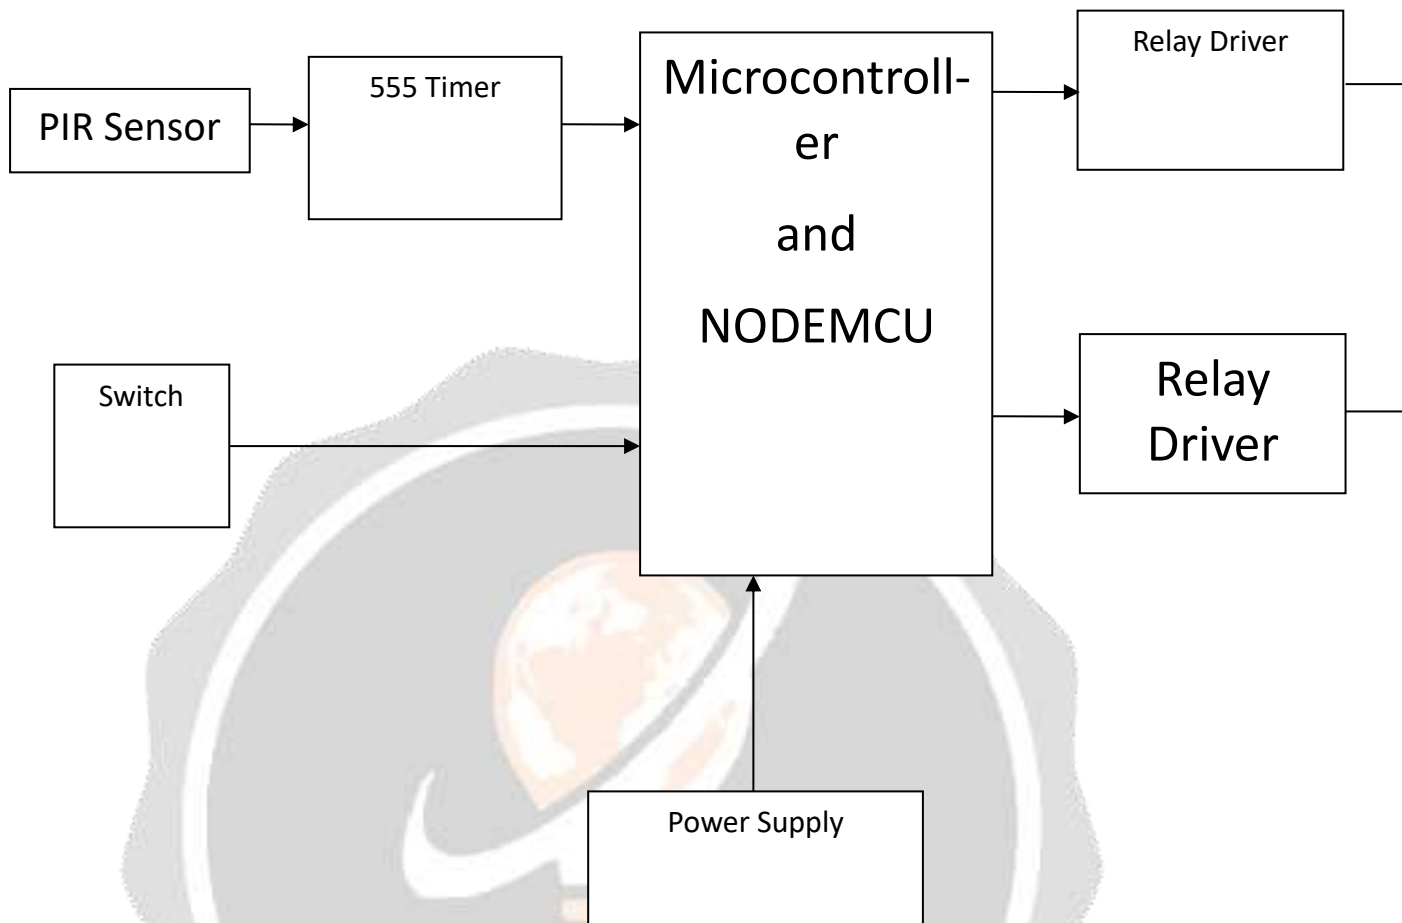 PIR Sensor
555 Timer
Microcontroll-
er
and
NODEMCU
Relay Driver
Switch
Relay
Driver
Power Supply